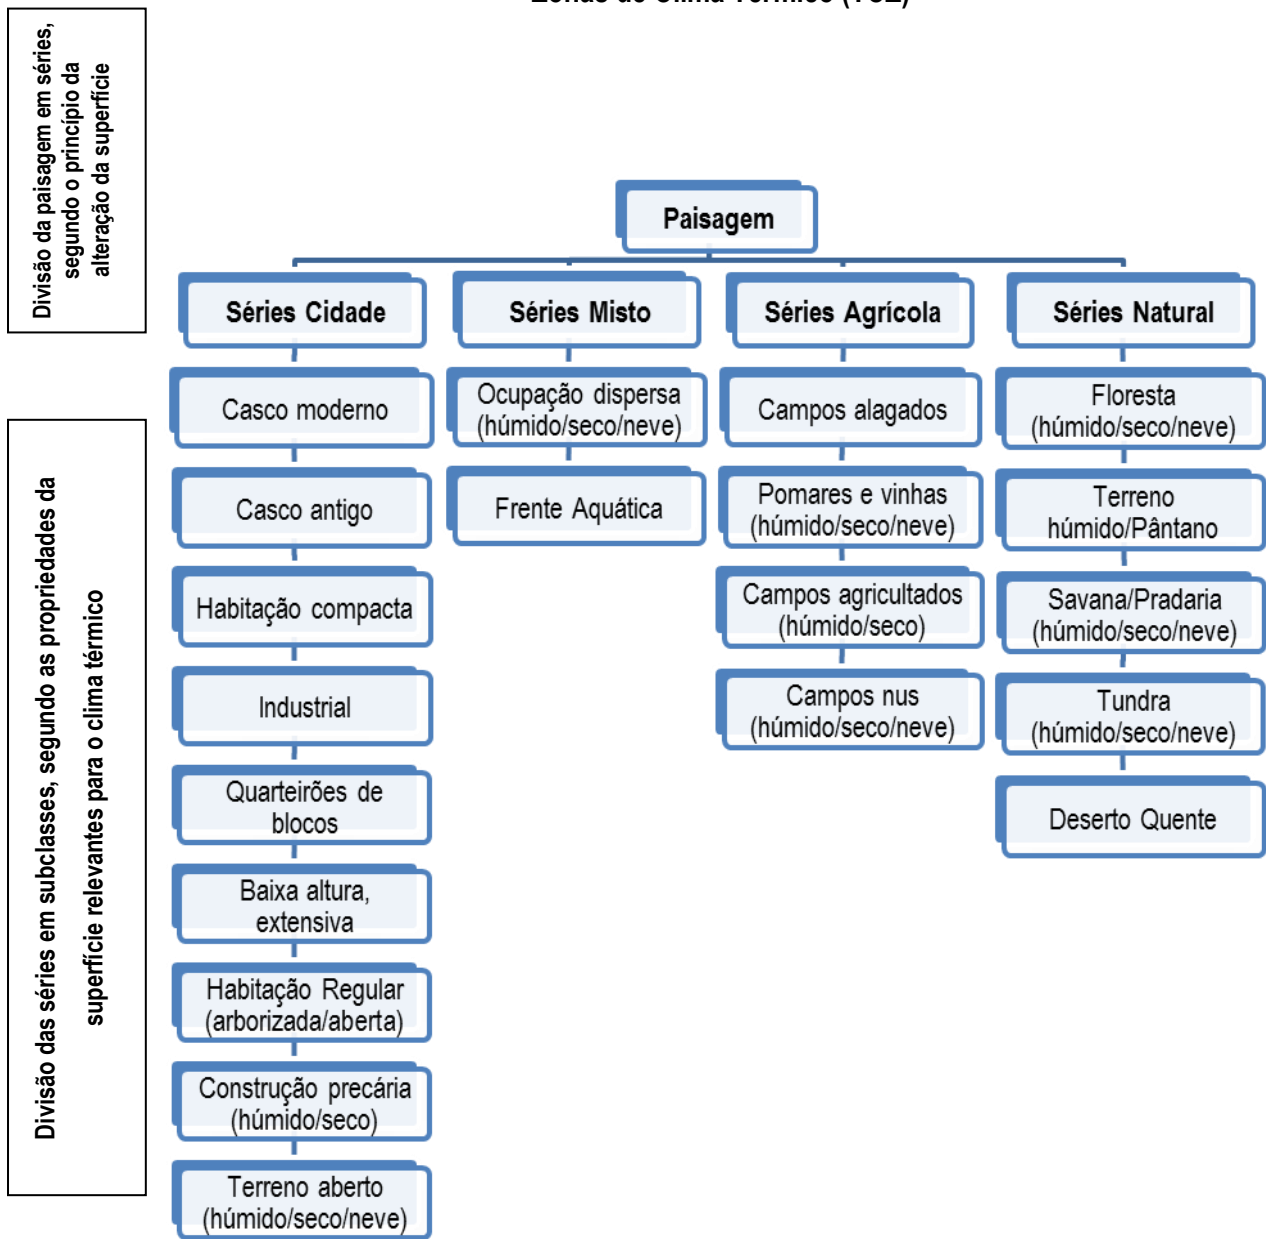 Zonas de Clima Térmico (TCZ)
Divisão da paisagem em séries,
segundo o princípio da
alteração da superfície
Paisagem
Séries Cidade
Séries Misto
Séries Agrícola
Séries Natural
Divisão das séries em subclasses, segundo as propriedades da
superfície relevantes para o clima térmico
Casco moderno
Casco antigo
Habitação compacta
Industrial
Quarteirões de
blocos
Baixa altura,
extensiva
Habitação Regular
(arborizada/aberta)
Construção precária
(húmido/seco)
Terreno aberto
(húmido/seco/neve)
Ocupação dispersa
(húmido/seco/neve)
Frente Aquática
Campos alagados
Pomares e vinhas
(húmido/seco/neve)
Campos agricultados
(húmido/seco)
Campos nus
(húmido/seco/neve)
Floresta
(húmido/seco/neve)
Terreno
húmido/Pântano
Savana/Pradaria
(húmido/seco/neve)
Tundra
(húmido/seco/neve)
Deserto Quente